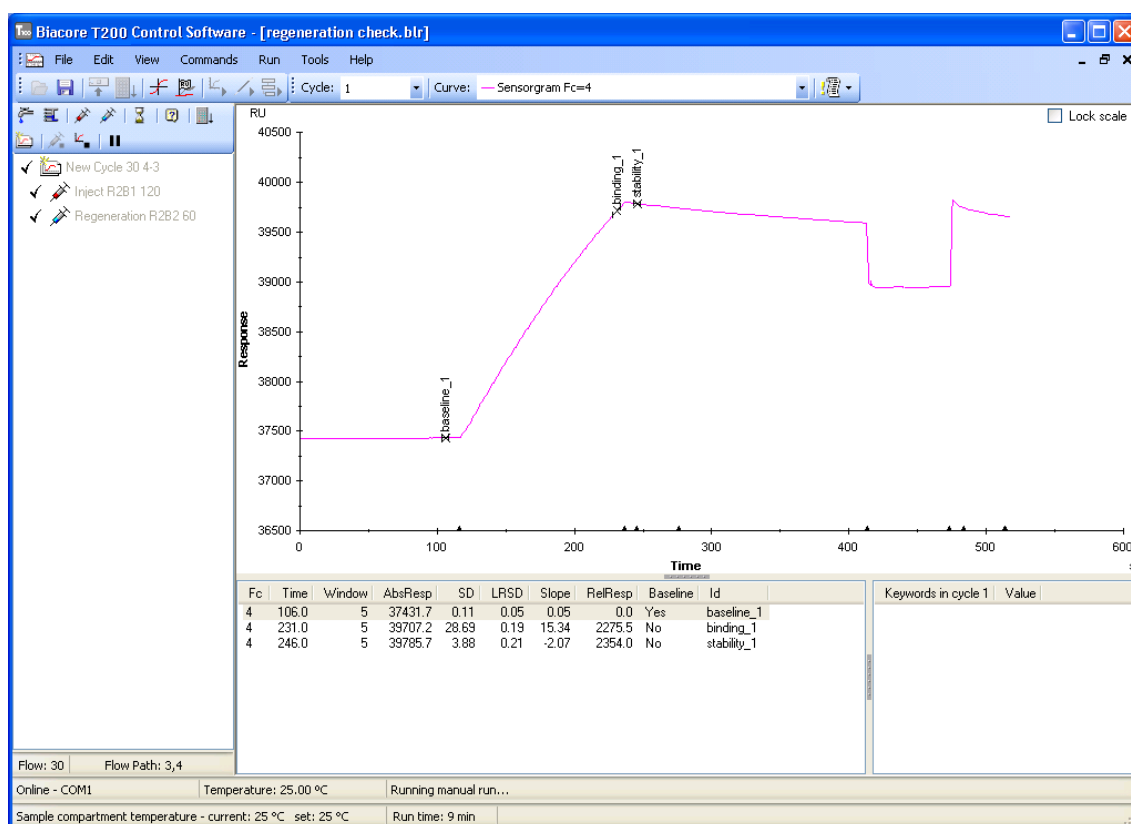 Biacore T200 Control Software - [regeneration check.blr]
File Edit View Commands Run Tools Help
Cycle: 1 Curve: Sensorgram Fc=4
New Cycle 30 4-3
Inject R2B1 120
Regeneration R2B2 60
RU
Lock scale
40500
40000
39500
39000
38500
38000
37500
37000
36500
Response
baseline_1
binding_1
stability_1
0 100 200 300 400 500 600
Time
s
Fc Time Window AbsResp SD LRSD Slope RelResp Baseline Id
4 106.0 5 37431.7 0.11 0.05 0.05 0.0 Yes baseline_1
4 231.0 5 39707.2 28.69 0.19 15.34 2275.5 No binding_1
4 246.0 5 39785.7 3.88 0.21 -2.07 2354.0 No stability_1
Keywords in cycle 1 Value
Flow: 30 Flow Path: 3,4
Online - COM1 Temperature: 25.00 ºC Running manual run...
Sample compartment temperature - current: 25 ºC set: 25 ºC Run time: 9 min